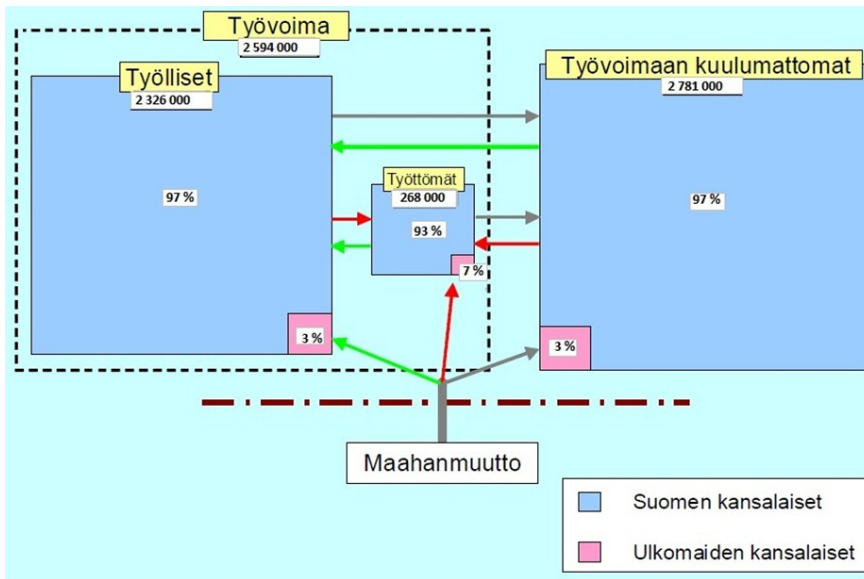 Työvoima
2 594 000
Työlliset
2 326 000
Työvoimaan kuulumattomat
2 781 000
Työttömät
268 000
97 %
93 %
97 %
7 %
3 %
3 %
Maahanmuutto
Suomen kansalaiset
Ulkomaiden kansalaiset